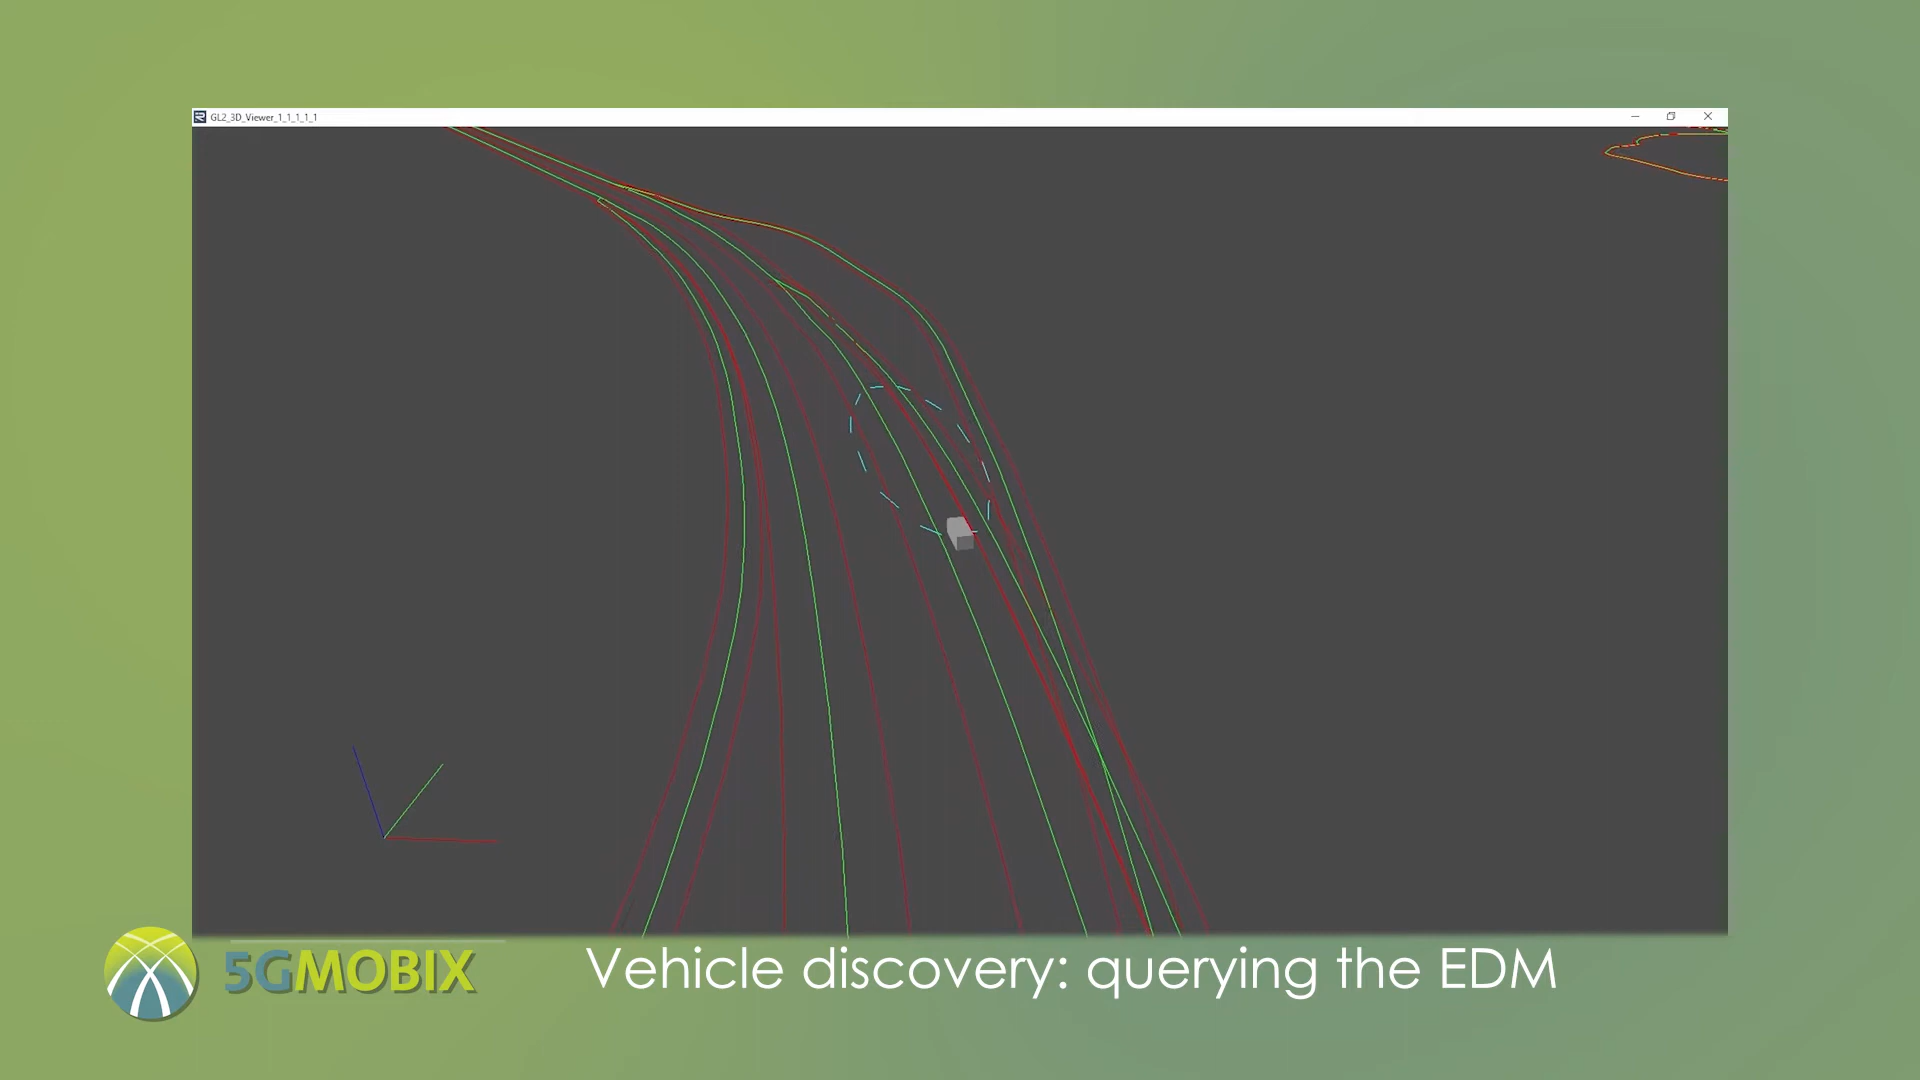 GL2_3D_Viewer_1_1_1_1_1
5GMOBIX
Vehicle discovery: querying the EDM